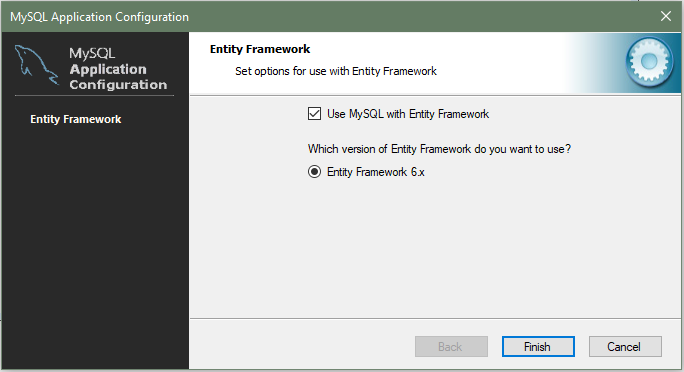 MySQL Application Configuration
MySQL
Application
Configuration
Entity Framework
Entity Framework
Set options for use with Entity Framework
Use MySQL with Entity Framework
Which version of Entity Framework do you want to use?
Entity Framework 6.x
Back
Finish
Cancel